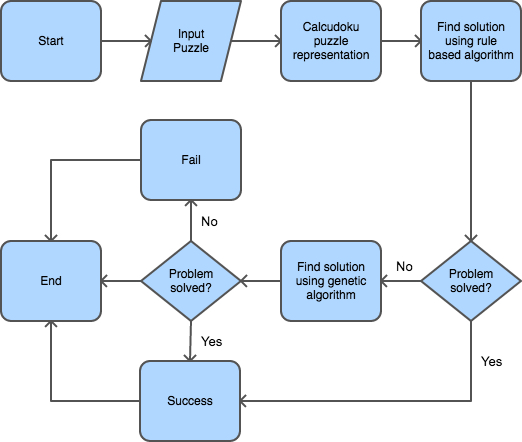 Start
Input
Puzzle
Calcudoku
puzzle
representation
Find solution
using rule
based algorithm
Fail
No
End
Problem
solved?
Find solution
using genetic
algorithm
No
Problem
solved?
Yes
Yes
Success